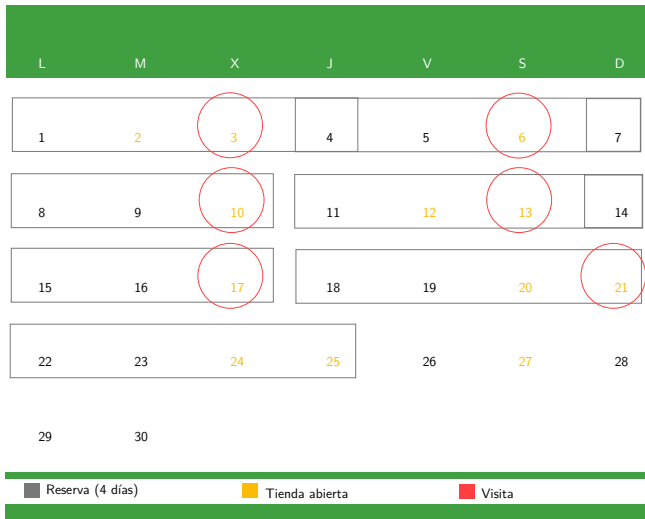 L M X J V S D
1 2 3 4 5 6 7
8 9 10 11 12 13 14
15 16 17 18 19 20 21
22 23 24 25 26 27 28
29 30
Reserva (4 días) Tienda abierta Visita